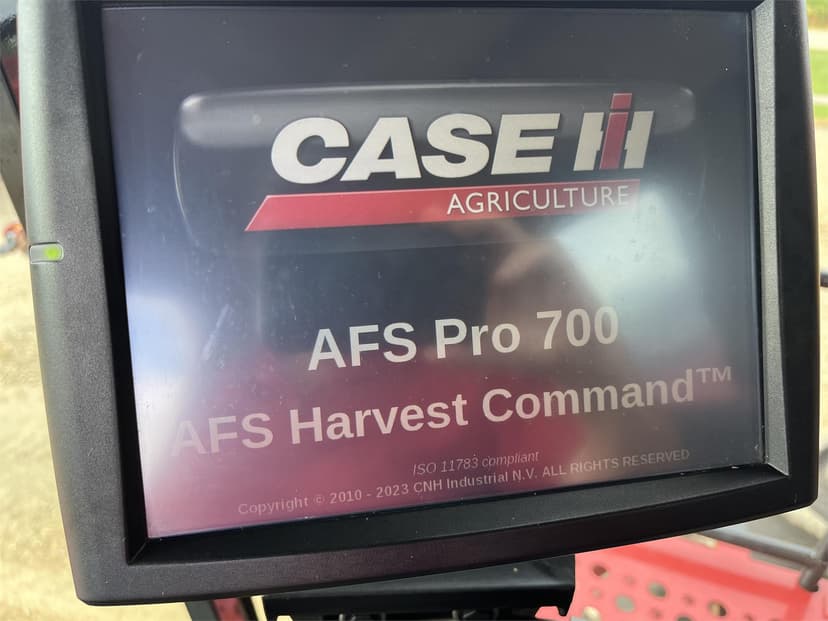 CASE IH
AGRICULTURE
AFS Pro 700
AFS Harvest Command™
ISO 11783 compliant
Copyright © 2010 - 2023 CNH Industrial N.V. ALL RIGHTS RESERVED